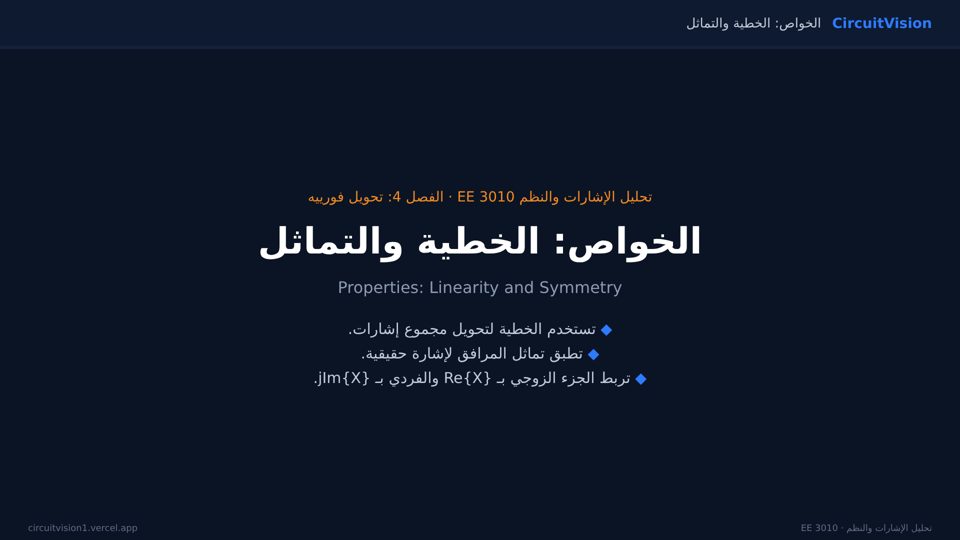 CircuitVision الخواص: الخطية والتماثل
تحليل الإشارات والنظم EE 3010 · الفصل 4: تحويل فورييه
الخواص: الخطية والتماثل
Properties: Linearity and Symmetry
◆ تستخدم الخطية لتحويل مجموع إشارات.
◆ تطبق تماثل المرافق لإشارة حقيقية.
◆ تربط الجزء الزوجي بـ Re{X} والفردي بـ jIm{X}.
circuitvision1.vercel.app
تحليل الإشارات والنظم · EE 3010